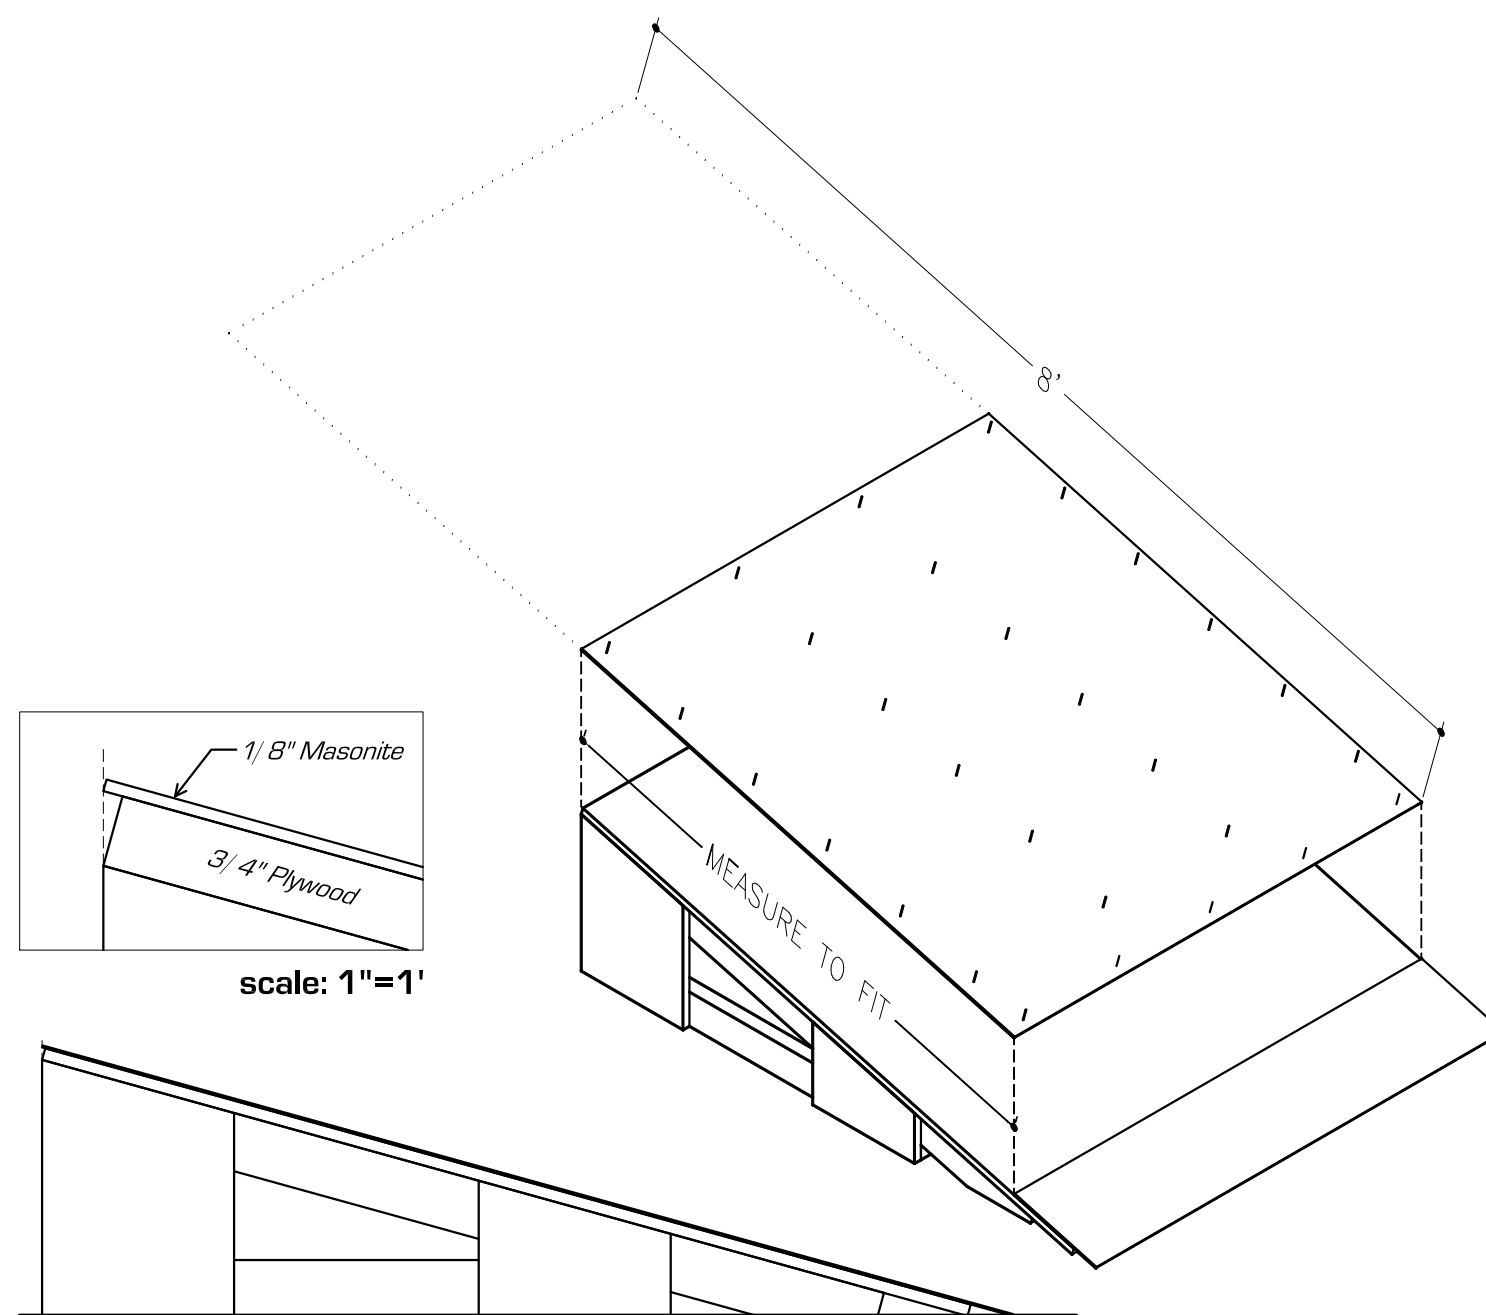 8'
1/8" Masonite
3/4" Plywood
scale: 1"=1'
MEASURE TO FIT